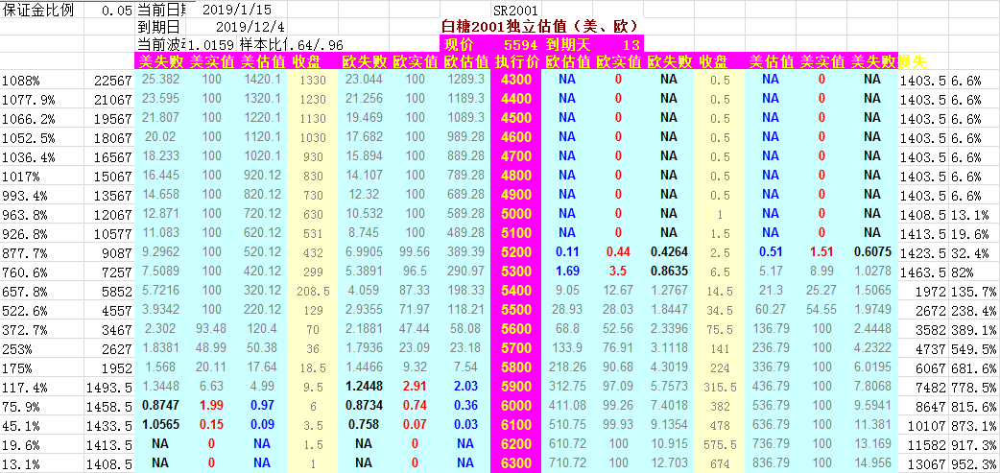 保证金比例 0.05 当前日期 2019/1/15 SR2001
到期日 2019/12/4 白糖2001独立估值（美、欧）
当前波动 1.0159 样本比例 .64/.96 现价 5594 到期天 13
美失败 美实值 美估值 收盘 欧失败 欧实值 欧估值 执行价 欧估值 欧实值 欧失败 收盘 美估值 美实值 美失败 损失
1088% 22567 25.382 100 1420.1 1330 23.044 100 1289.3 4300 NA 0 NA 0.5 NA 0 NA 1403.5 6.6%
1077.9% 21067 23.595 100 1320.1 1230 21.256 100 1189.3 4400 NA 0 NA 0.5 NA 0 NA 1403.5 6.6%
1066.2% 19567 21.807 100 1220.1 1130 19.469 100 1089.3 4500 NA 0 NA 0.5 NA 0 NA 1403.5 6.6%
1052.5% 18067 20.02 100 1120.1 1030 17.682 100 989.28 4600 NA 0 NA 0.5 NA 0 NA 1403.5 6.6%
1036.4% 16567 18.233 100 1020.1 930 15.894 100 889.28 4700 NA 0 NA 0.5 NA 0 NA 1403.5 6.6%
1017% 15067 16.445 100 920.12 830 14.107 100 789.28 4800 NA 0 NA 0.5 NA 0 NA 1403.5 6.6%
993.4% 13567 14.658 100 820.12 730 12.32 100 689.28 4900 NA 0 NA 0.5 NA 0 NA 1403.5 6.6%
963.8% 12067 12.871 100 720.12 630 10.532 100 589.28 5000 NA 0 NA 1 NA 0 NA 1408.5 13.1%
926.8% 10577 11.083 100 620.12 531 8.745 100 489.28 5100 NA 0 NA 1.5 NA 0 NA 1413.5 19.6%
877.7% 9087 9.2962 100 520.12 432 6.9905 99.56 389.39 5200 0.11 0.44 0.4264 2.5 0.51 1.51 0.6075 1423.5 32.4%
760.6% 7257 7.5089 100 420.12 299 5.3891 96.5 290.97 5300 1.69 3.5 0.8635 6.5 5.17 8.99 1.0278 1463.5 82%
657.8% 5852 5.7216 100 320.12 208.5 4.059 87.33 198.33 5400 9.05 12.67 1.2767 14.5 21.3 25.27 1.5065 1972 135.7%
522.6% 4557 3.9342 100 220.12 129 2.9355 71.97 118.21 5500 28.93 28.03 1.8447 34.5 60.27 54.55 1.9749 2672 238.4%
372.7% 3467 2.302 93.48 120.4 70 2.1881 47.44 58.08 5600 68.8 52.56 2.3396 75.5 136.79 100 2.4448 3582 389.1%
253% 2627 1.8381 48.99 50.38 36 1.7936 23.09 23.18 5700 133.9 76.91 3.1118 141 236.79 100 4.2322 4737 549.5%
175% 1952 1.568 20.11 17.64 18.5 1.4466 9.32 7.54 5800 218.26 90.68 4.3019 224 336.79 100 6.0195 6067 681.6%
117.4% 1493.5 1.3448 6.63 4.99 9.5 1.2448 2.91 2.03 5900 312.75 97.09 5.7573 315.5 436.79 100 7.8068 7482 778.5%
75.9% 1458.5 0.8747 1.99 0.97 6 0.8734 0.74 0.36 6000 411.08 99.26 7.4018 382 536.79 100 9.5941 8647 815.6%
45.1% 1433.5 1.0565 0.15 0.09 3.5 0.758 0.07 0.03 6100 510.75 99.93 9.1354 478 636.79 100 11.381 10107 873.1%
19.6% 1413.5 NA 0 NA 1.5 NA 0 NA 6200 610.72 100 10.915 575.5 736.79 100 13.169 11582 917.3%
13.1% 1408.5 NA 0 NA 1 NA 0 NA 6300 710.72 100 12.703 674 836.79 100 14.956 13067 952.3%